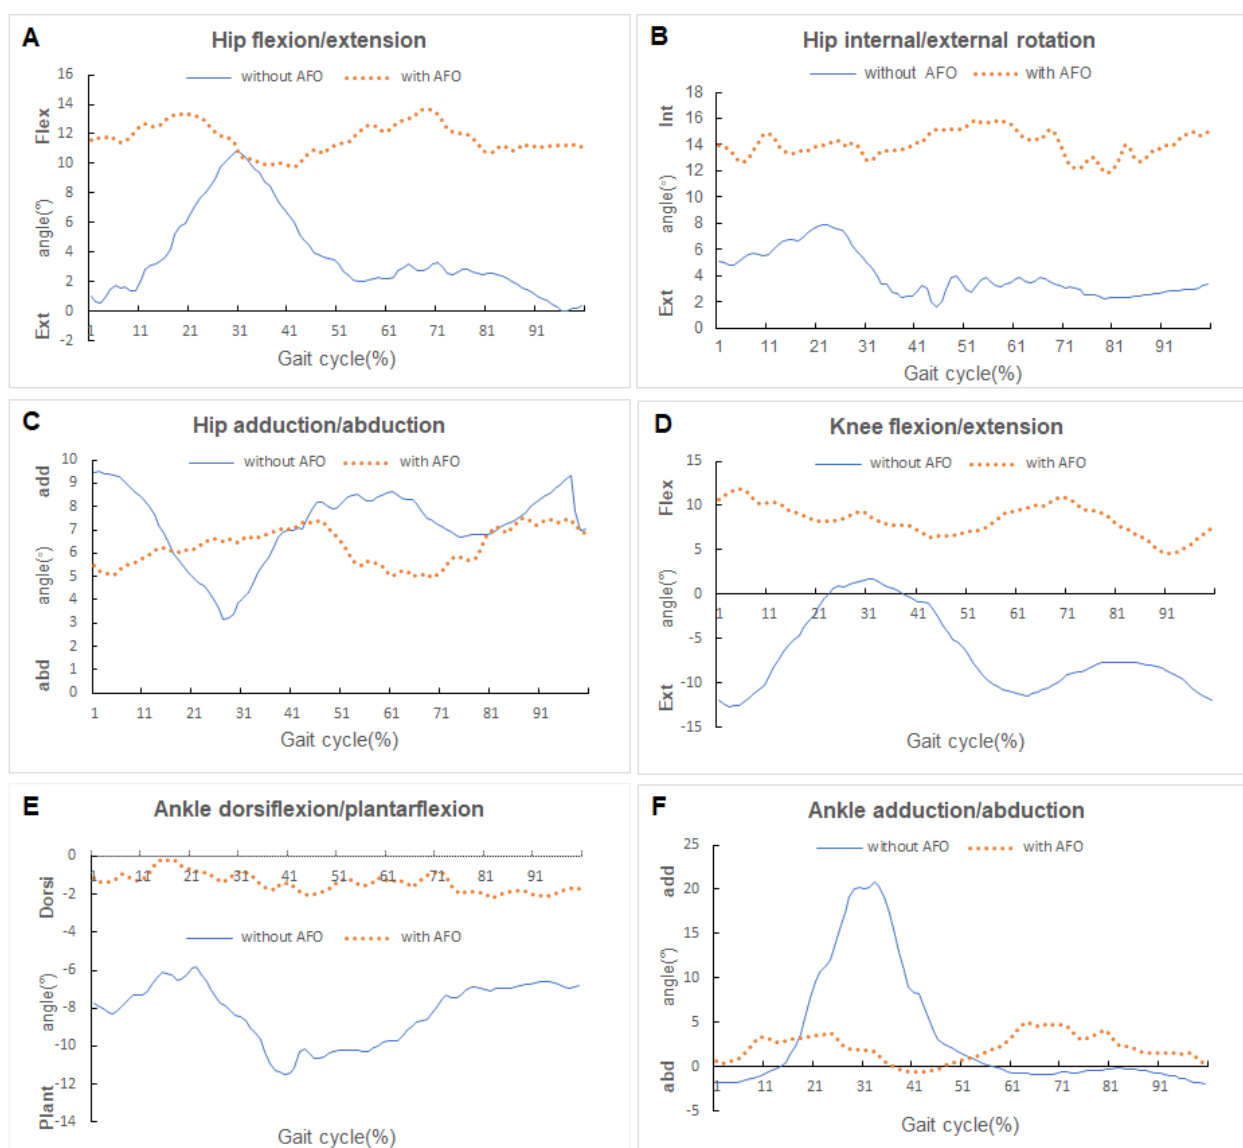 A
Hip flexion/extension
without AFO
with AFO
16
14
12
10
8
6
4
2
0
-2
Flex
angle(°)
Ext
1 11 21 31 41 51 61 71 81 91
Gait cycle(%)
B
Hip internal/external rotation
without AFO
with AFO
18
16
14
12
10
8
6
4
2
0
Int
angle(°)
Ext
1 11 21 31 41 51 61 71 81 91
Gait cycle(%)
C
Hip adduction/abduction
without AFO
with AFO
10
9
8
7
6
5
4
3
2
1
0
add
angle(°)
abd
1 11 21 31 41 51 61 71 81 91
Gait cycle(%)
D
Knee flexion/extension
without AFO
with AFO
15
10
5
0
-5
-10
-15
Flex
angle(°)
Ext
1 11 21 31 41 51 61 71 81 91
Gait cycle(%)
E
Ankle dorsiflexion/plantarflexion
0
-2
-4
-6
-8
-10
-12
-14
Dorsi
angle(°)
Plant
1 11 21 31 41 51 61 71 81 91
without AFO
with AFO
Gait cycle(%)
F
Ankle adduction/abduction
without AFO
with AFO
25
20
15
10
5
0
-5
add
angle(°)
abd
1 11 21 31 41 51 61 71 81 91
Gait cycle(%)